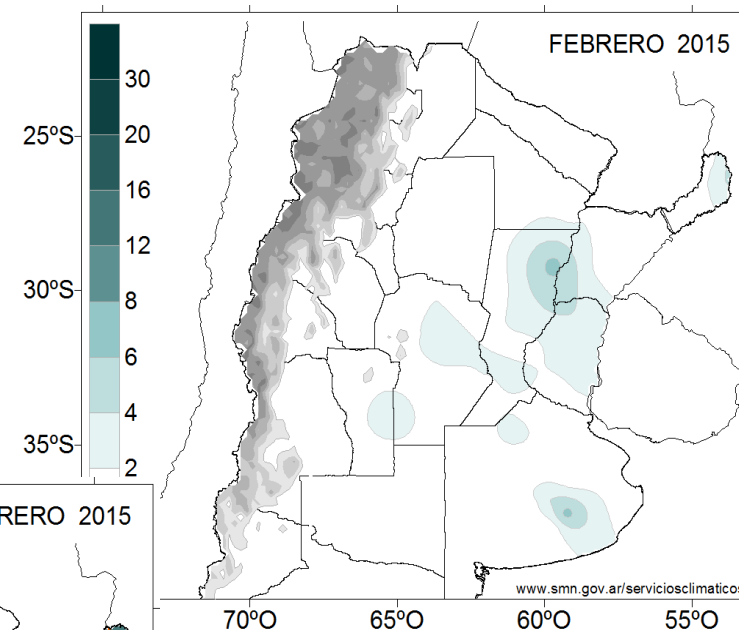 FEBRERO 2015
30
20
16
12
8
6
4
2
25ºS
30ºS
35ºS
RERO 2015
www.smn.gov.ar/serviciosclimaticos
70ºO
65ºO
60ºO
55ºO